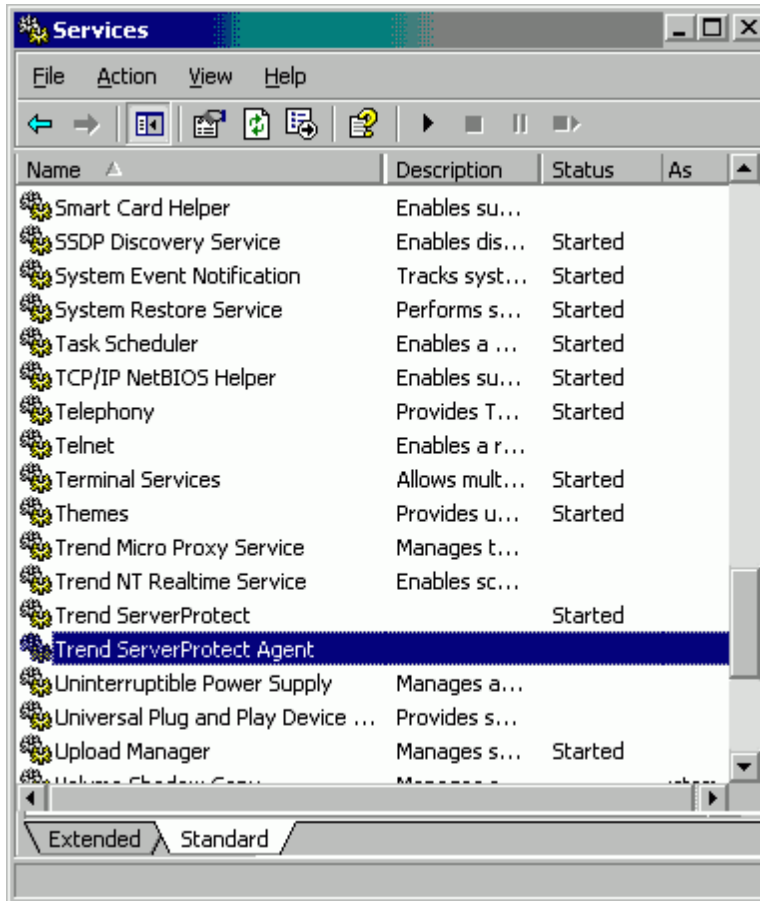 Services
File Action View Help
Name Description Status As
Smart Card Helper Enables su...
SSDP Discovery Service Enables dis... Started
System Event Notification Tracks syst... Started
System Restore Service Performs s... Started
Task Scheduler Enables a ... Started
TCP/IP NetBIOS Helper Enables su... Started
Telephony Provides T... Started
Telnet Enables a r...
Terminal Services Allows mult... Started
Themes Provides u... Started
Trend Micro Proxy Service Manages t...
Trend NT Realtime Service Enables sc...
Trend ServerProtect Started
Trend ServerProtect Agent
Uninterruptible Power Supply Manages a...
Universal Plug and Play Device ... Provides s...
Upload Manager Manages s... Started
Volume Shadow Copy
Extended Standard